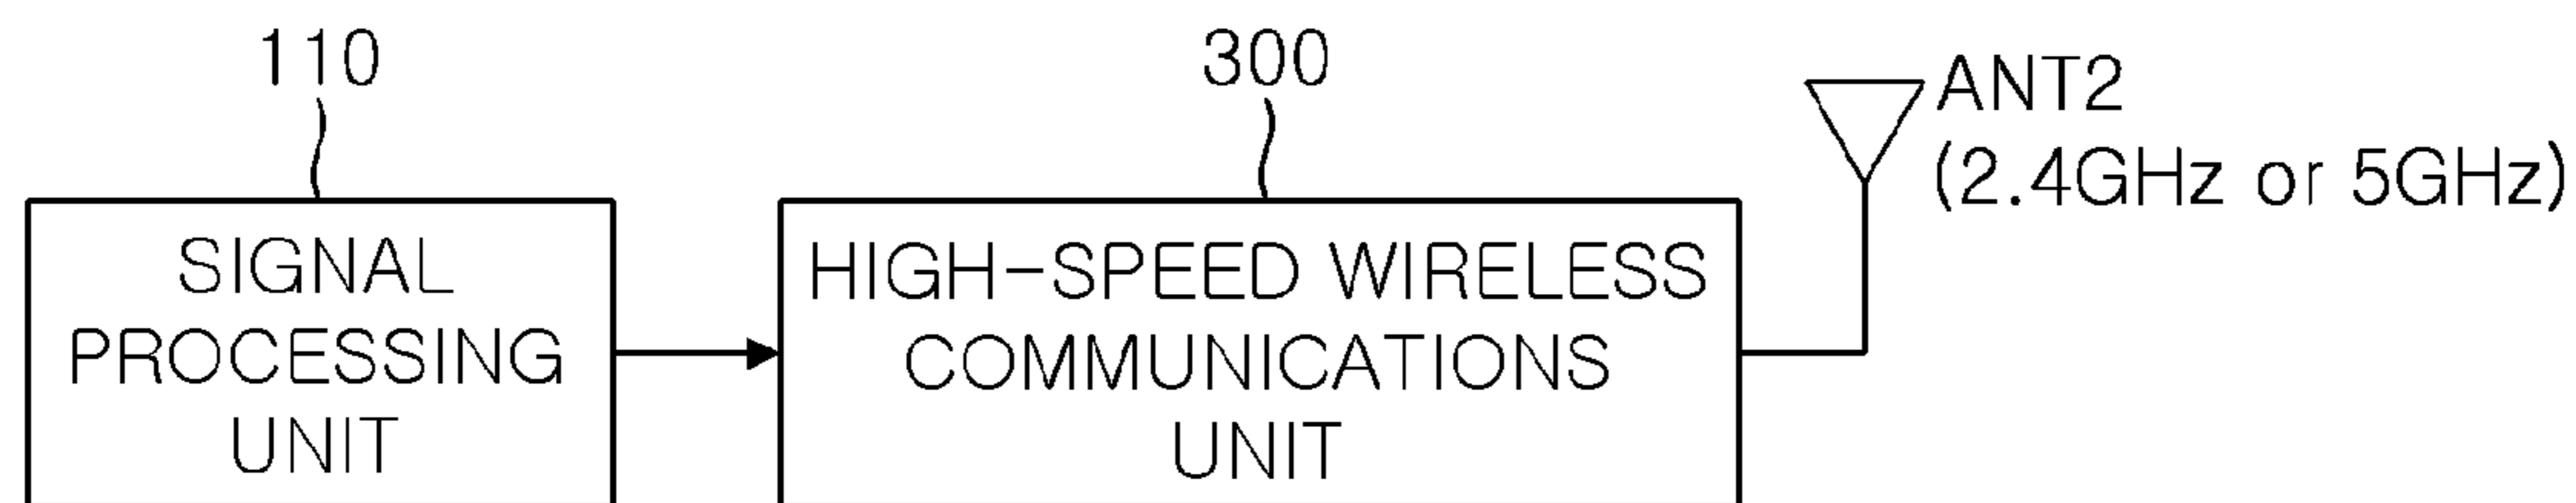 110
300
ANT2
(2.4GHz or 5GHz)
SIGNAL
PROCESSING
UNIT
HIGH-SPEED WIRELESS
COMMUNICATIONS
UNIT